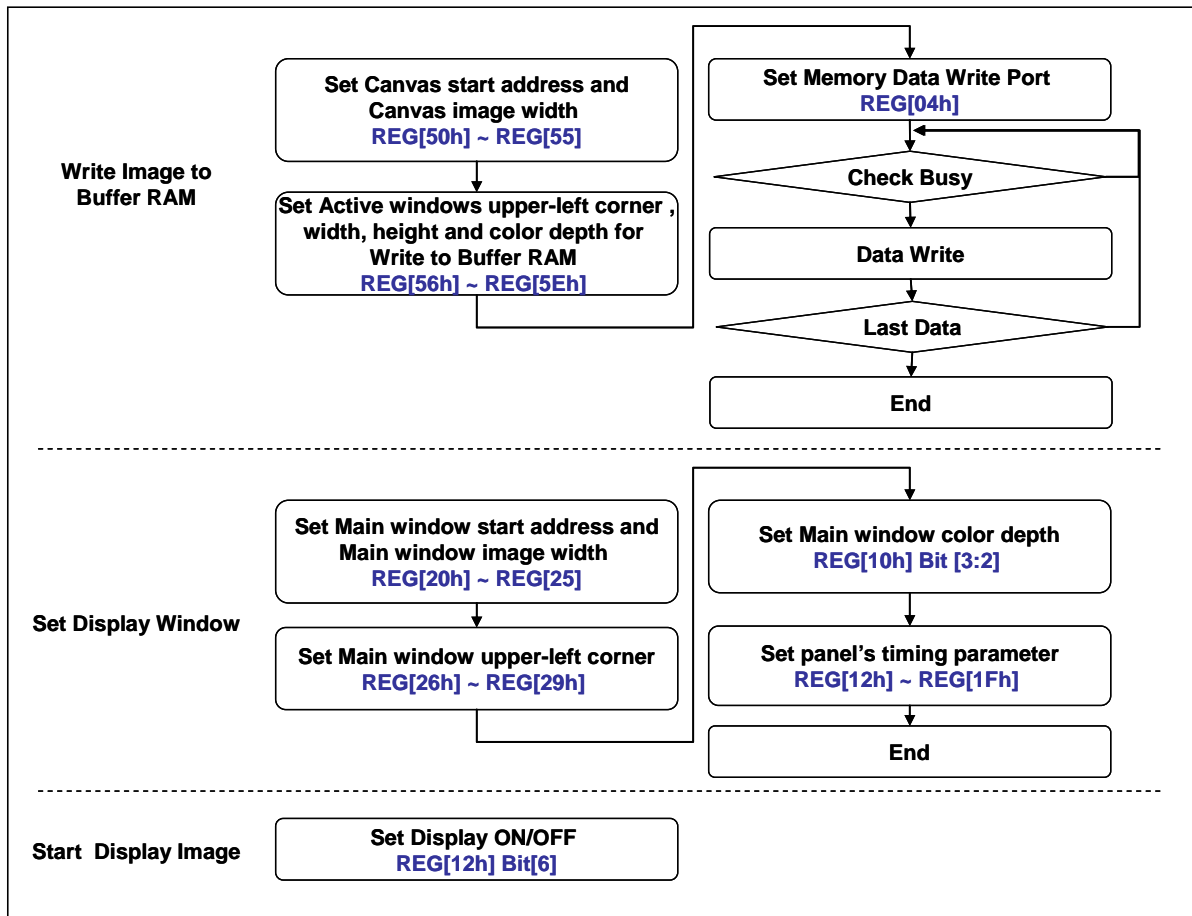 Write Image to
Buffer RAM
Set Canvas start address and
Canvas image width
REG[50h] ~ REG[55]
Set Active windows upper-left corner ,
width, height and color depth for
Write to Buffer RAM
REG[56h] ~ REG[5Eh]
Set Memory Data Write Port
REG[04h]
Check Busy
Data Write
Last Data
End
Set Display Window
Set Main window start address and
Main window image width
REG[20h] ~ REG[25]
Set Main window upper-left corner
REG[26h] ~ REG[29h]
Set Main window color depth
REG[10h] Bit [3:2]
Set panel's timing parameter
REG[12h] ~ REG[1Fh]
End
Start Display Image
Set Display ON/OFF
REG[12h] Bit[6]